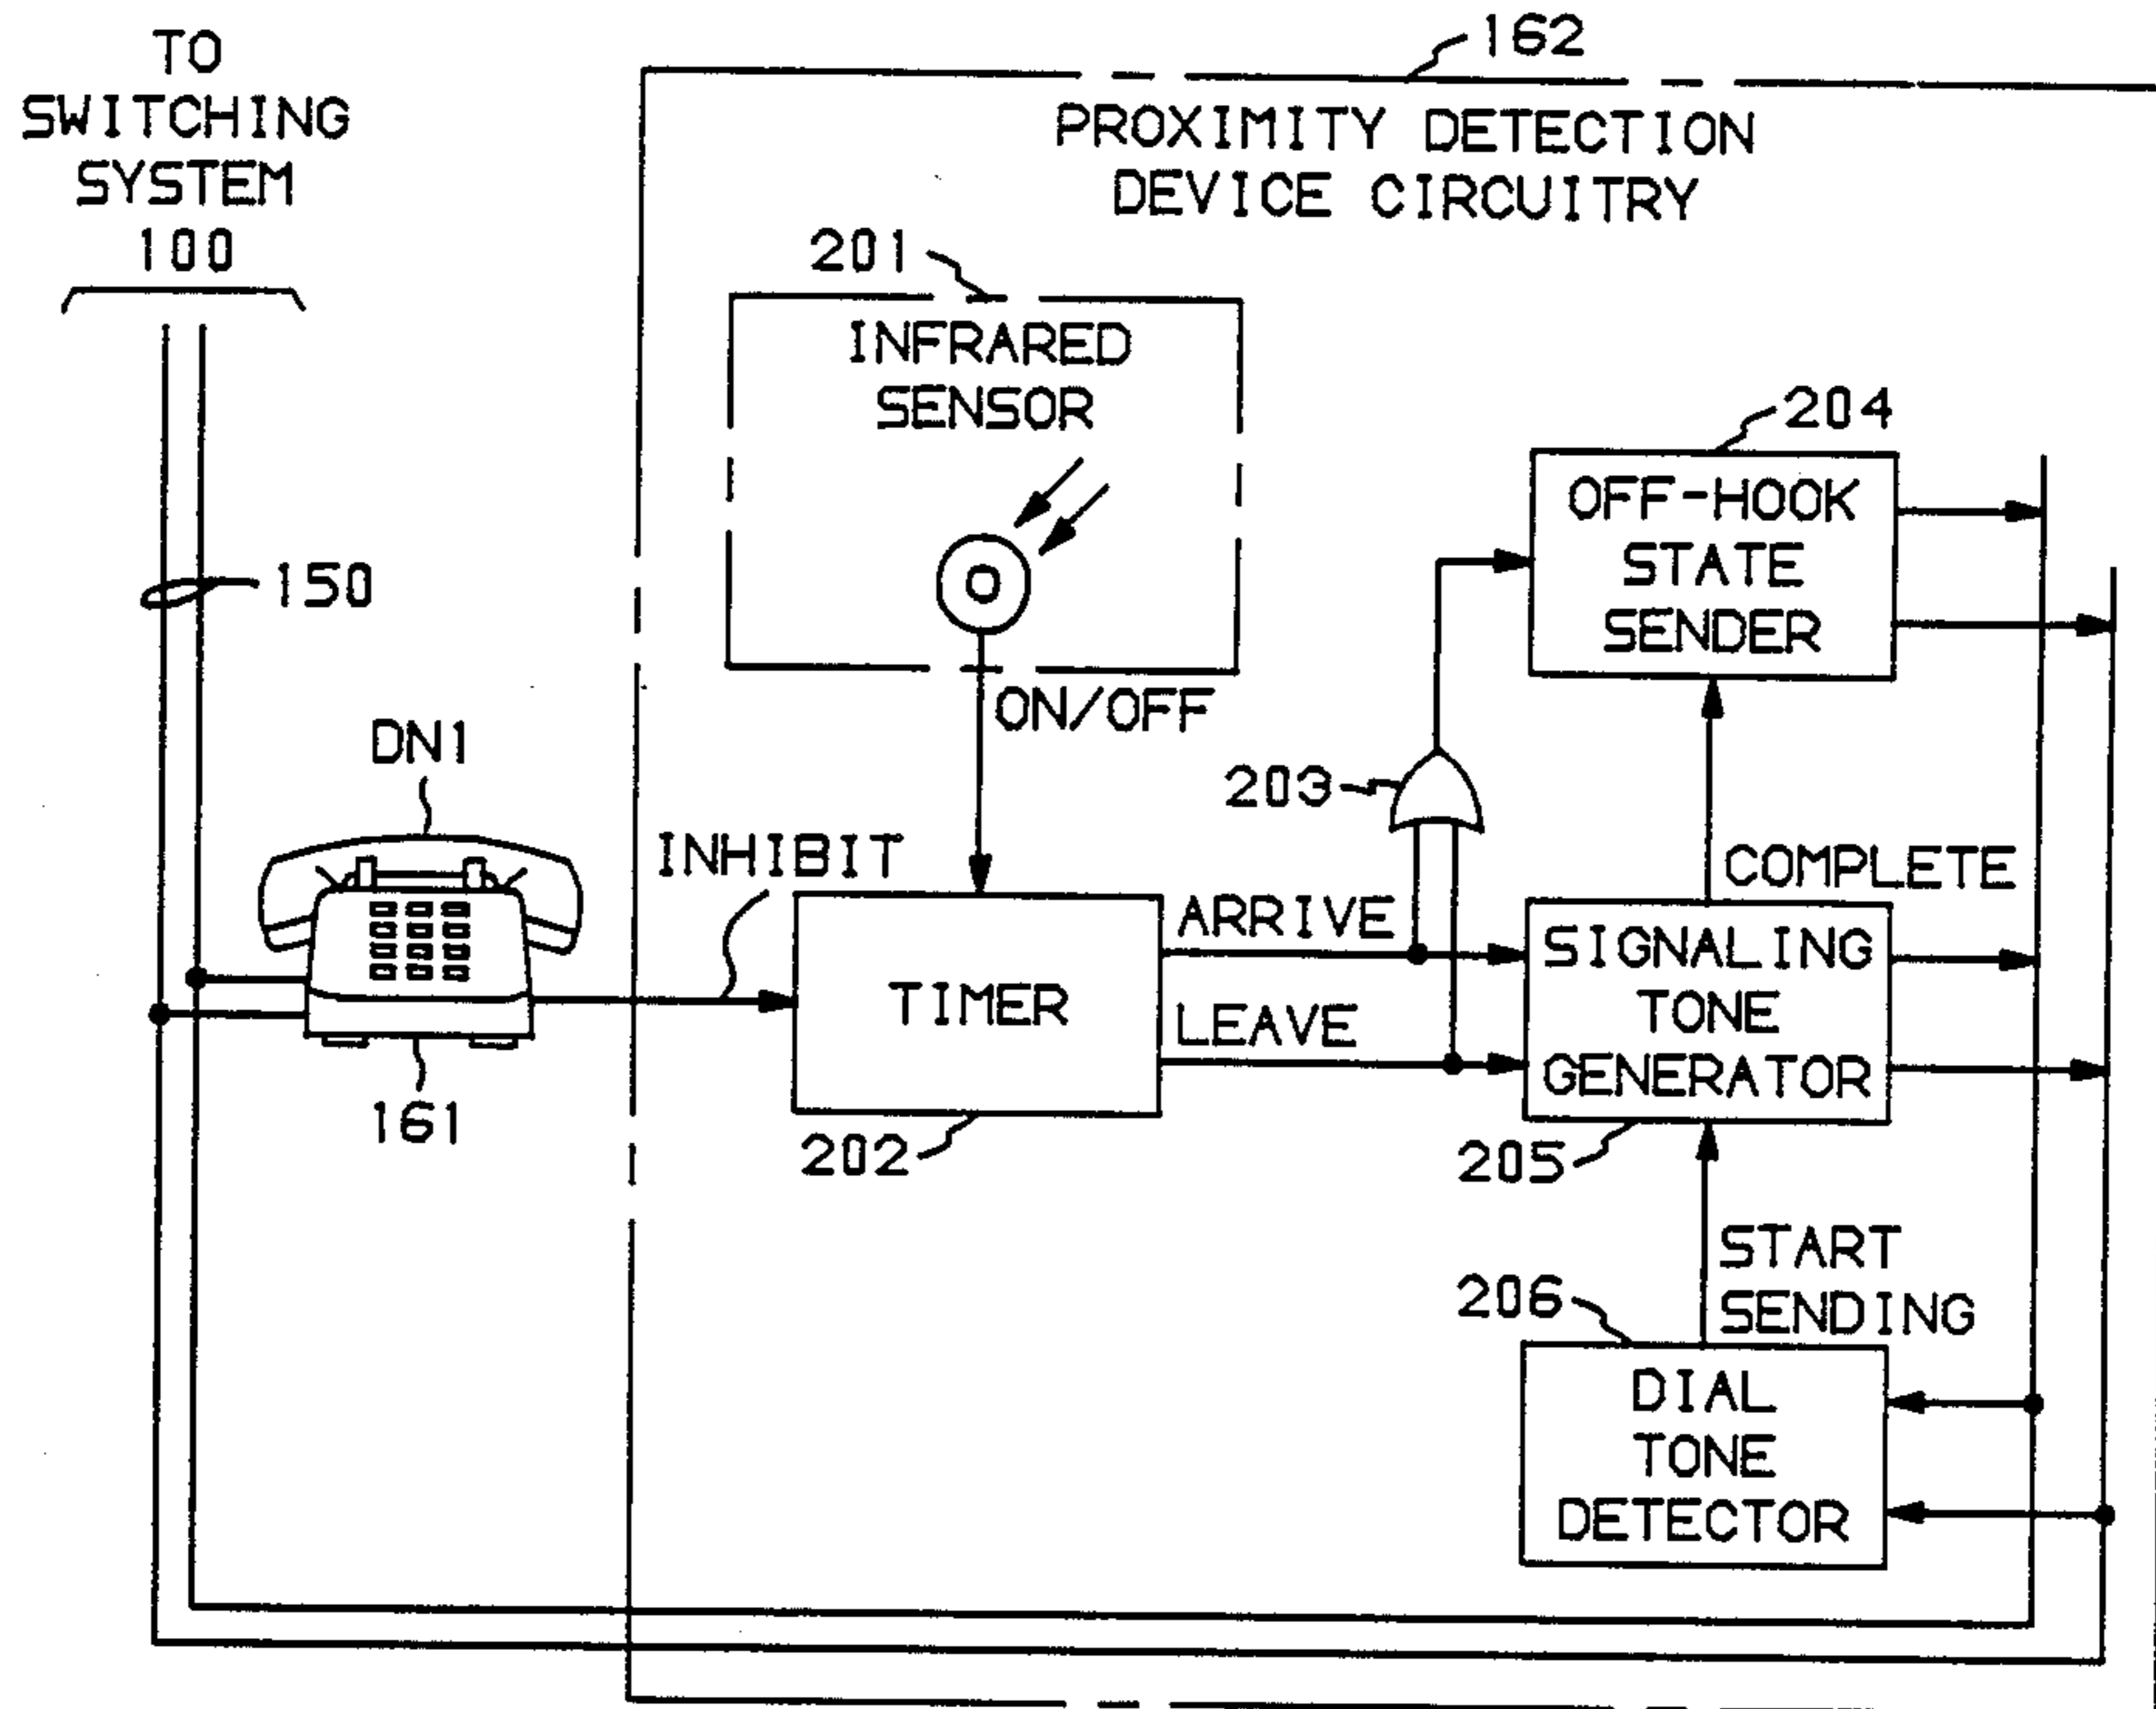 TO
SWITCHING
SYSTEM
100
162
PROXIMITY DETECTION
DEVICE CIRCUITRY
201
INFRARED
SENSOR
ON/OFF
204
OFF-HOOK
STATE
SENDER
150
DN1
161
INHIBIT
203
TIMER
202
ARRIVE
LEAVE
COMPLETE
SIGNALING
TONE
GENERATOR
205
START
SENDING
206
DIAL
TONE
DETECTOR